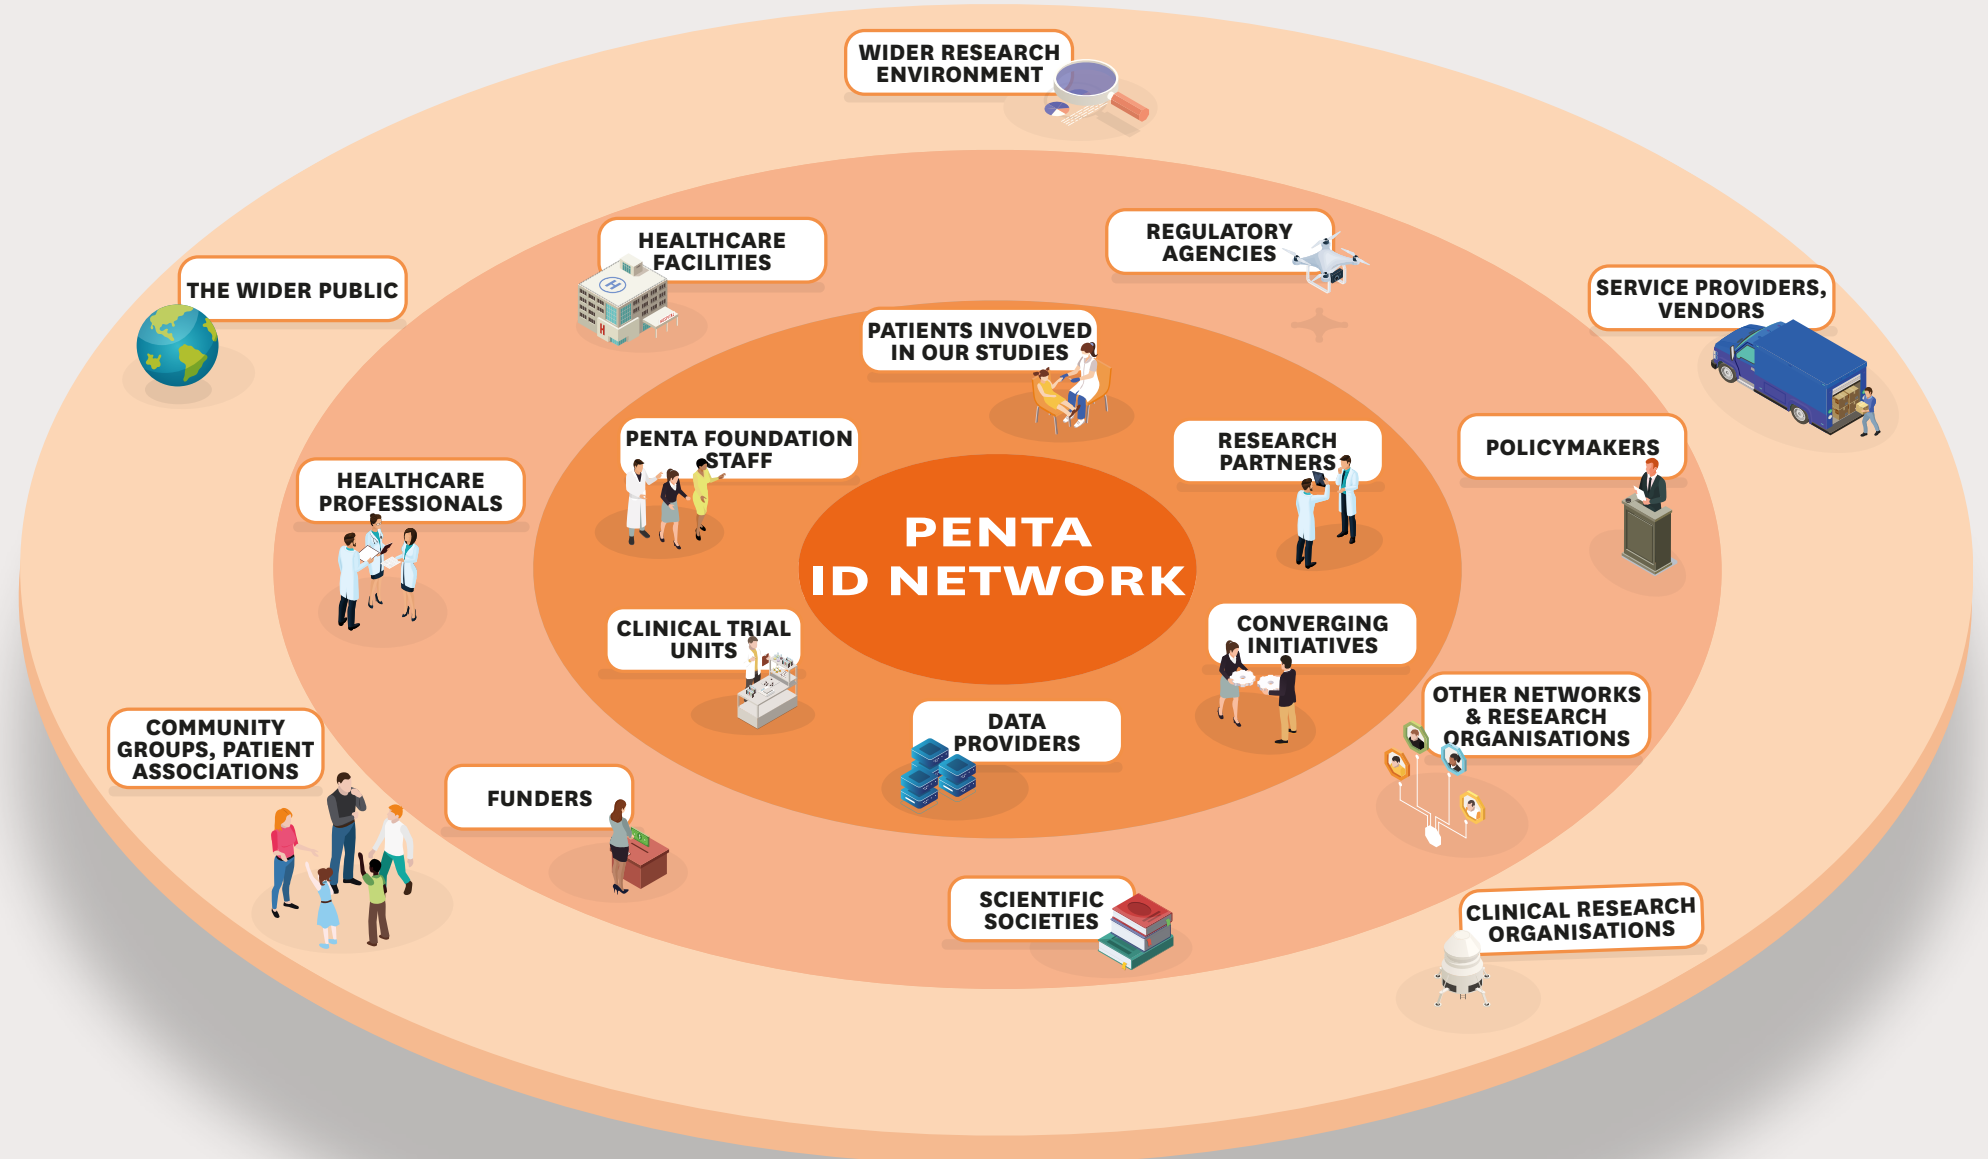 WIDER RESEARCH
ENVIRONMENT
HEALTHCARE
FACILITIES
REGULATORY
AGENCIES
THE WIDER PUBLIC
SERVICE PROVIDERS,
VENDORS
PATIENTS INVOLVED
IN OUR STUDIES
PENTA FOUNDATION
STAFF
RESEARCH
PARTNERS
POLICYMAKERS
HEALTHCARE
PROFESSIONALS
PENTA
ID NETWORK
CLINICAL TRIAL
UNITS
CONVERGING
INITIATIVES
OTHER NETWORKS
& RESEARCH
ORGANISATIONS
COMMUNITY
GROUPS, PATIENT
ASSOCIATIONS
DATA
PROVIDERS
FUNDERS
SCIENTIFIC
SOCIETIES
CLINICAL RESEARCH
ORGANISATIONS
H
H